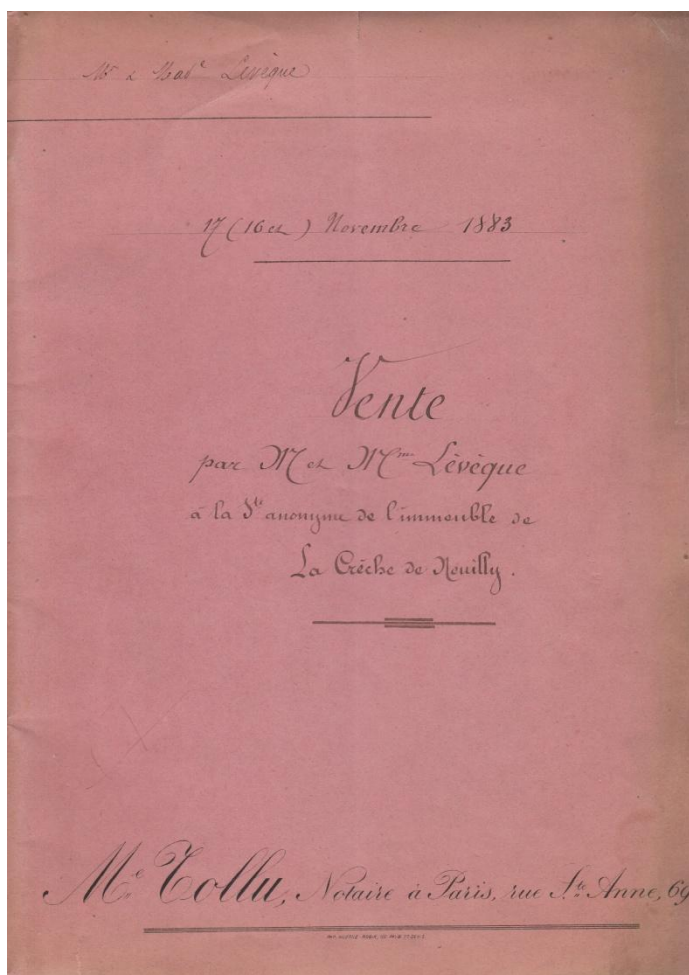 Mr & Made Lévêque
17 (16 et) Novembre 1883
Vente
par M et Mme Lévêque
à la Sté anonyme de l'immeuble de
La Crèche de Neuilly.
Me Tollu, Notaire à Paris, rue Ste Anne, 69